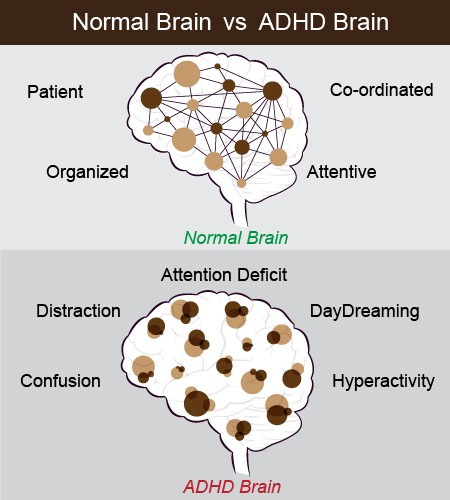 Normal Brain vs ADHD Brain
Patient
Co-ordinated
Organized
Attentive
Normal Brain
Attention Deficit
Distraction
DayDreaming
Confusion
Hyperactivity
ADHD Brain